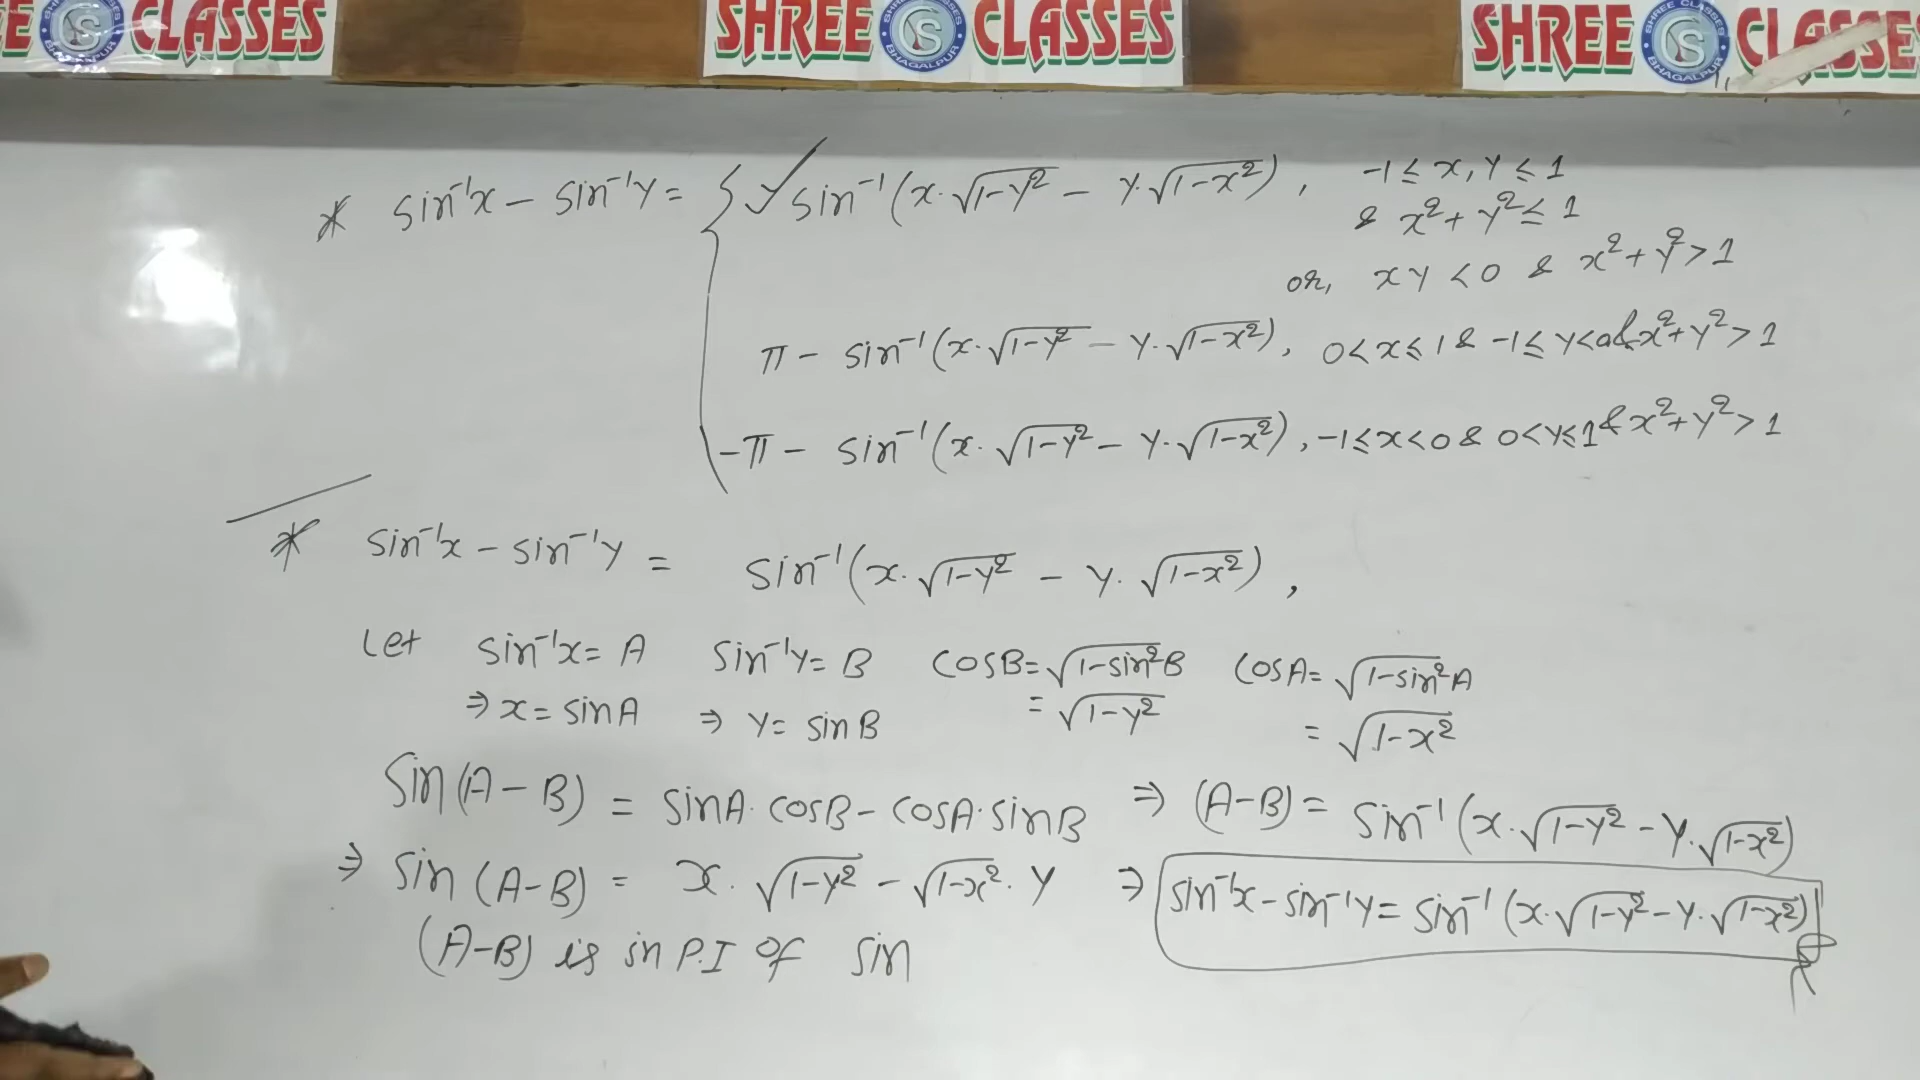 SHREE CLASSES SHREE CLASSES SHREE CLASSES
* sin⁻¹x - sin⁻¹y = { ✓ sin⁻¹(x.√1-y² - y.√1-x²), -1 ≤ x, y ≤ 1
& x² + y² ≤ 1
or, xy < 0 & x² + y² > 1
π - sin⁻¹(x.√1-y² - y.√1-x²), 0 < x ≤ 1 & -1 ≤ y < 0 & x² + y² > 1
-π - sin⁻¹(x.√1-y² - y.√1-x²), -1 ≤ x < 0 & 0 < y ≤ 1 & x² + y² > 1
* sin⁻¹x - sin⁻¹y = sin⁻¹(x.√1-y² - y.√1-x²),
Let sin⁻¹x = A sin⁻¹y = B cosB = √1-sin²B cosA = √1-sin²A
⇒ x = sinA ⇒ y = sinB = √1-y² = √1-x²
Sin(A-B) = sinA.cosB - cosA.sinB ⇒ (A-B) = sin⁻¹(x.√1-y² - y.√1-x²)
⇒ sin(A-B) = x.√1-y² - √1-x².y ⇒ sin⁻¹x - sin⁻¹y = sin⁻¹(x.√1-y² - y.√1-x²)
(A-B) is in P.I of sin